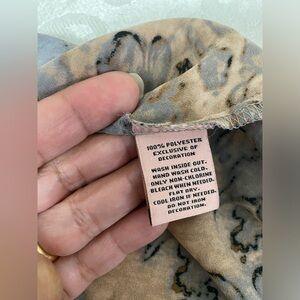 100% POLYESTER
EXCLUSIVE OF
DECORATION
WASH INSIDE OUT.
HAND WASH COLD.
ONLY NON-CHLORINE
BLEACH WHEN NEEDED.
FLAT DRY.
COOL IRON IF NEEDED.
DO NOT IRON
DECORATION.